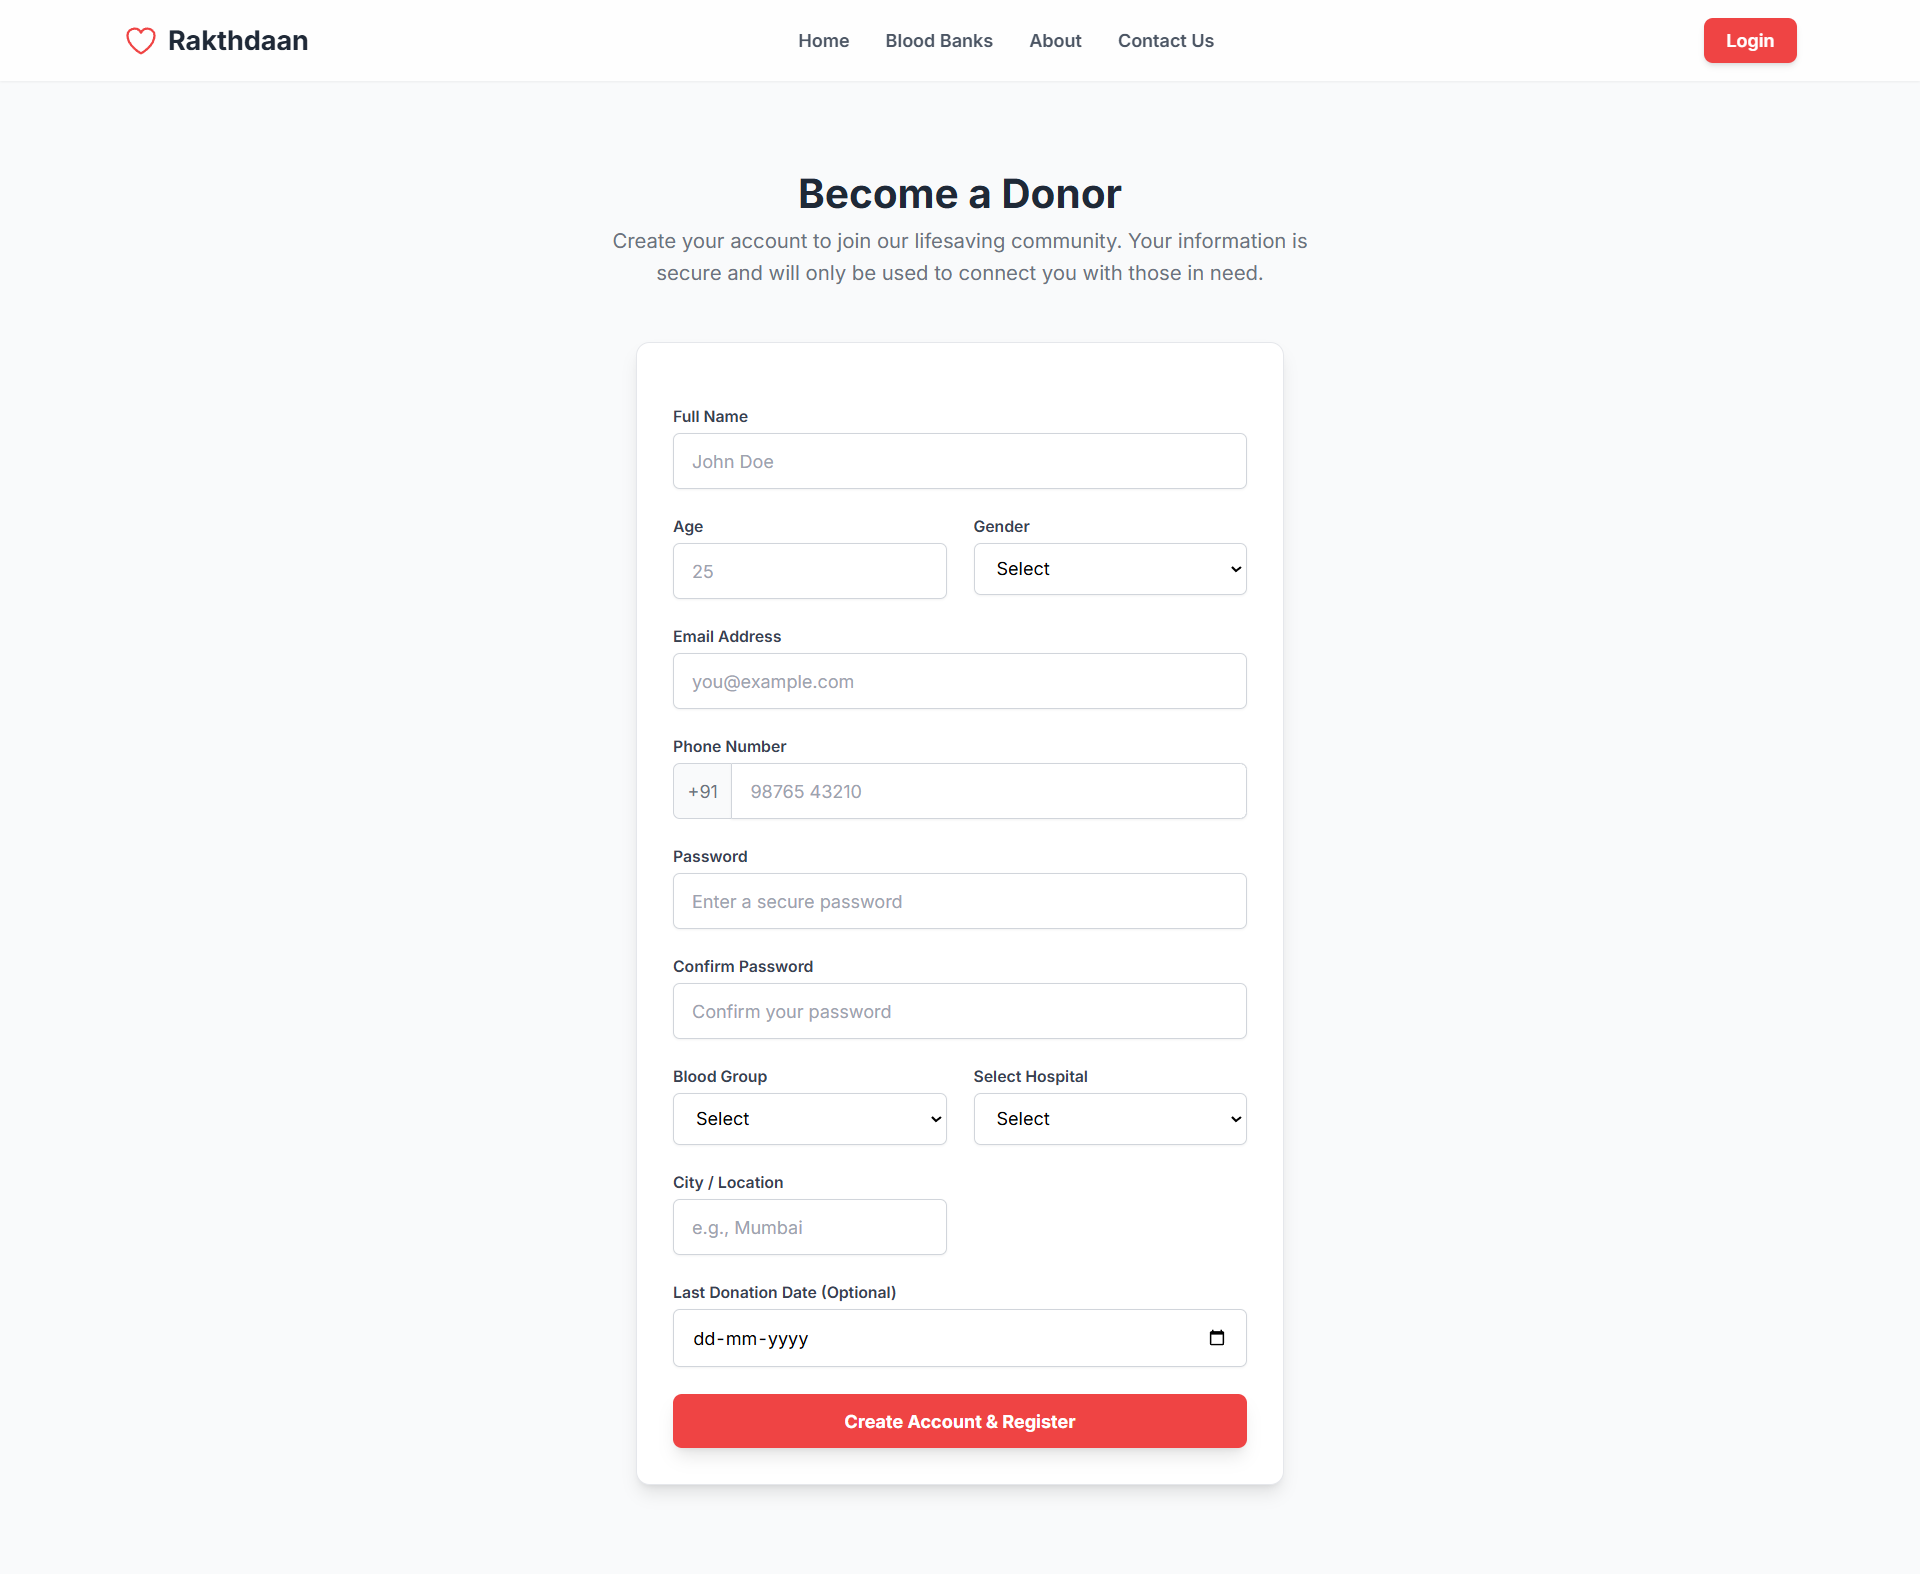 Rakthdaan
Home
Blood Banks
About
Contact Us
Login
Become a Donor
Create your account to join our lifesaving community. Your information is
secure and will only be used to connect you with those in need.
Full Name
John Doe
Age
Gender
25
Select
Email Address
you@example.com
Phone Number
+91
98765 43210
Password
Enter a secure password
Confirm Password
Confirm your password
Blood Group
Select Hospital
Select
Select
City / Location
e.g., Mumbai
Last Donation Date (Optional)
dd-mm-yyyy
Create Account & Register